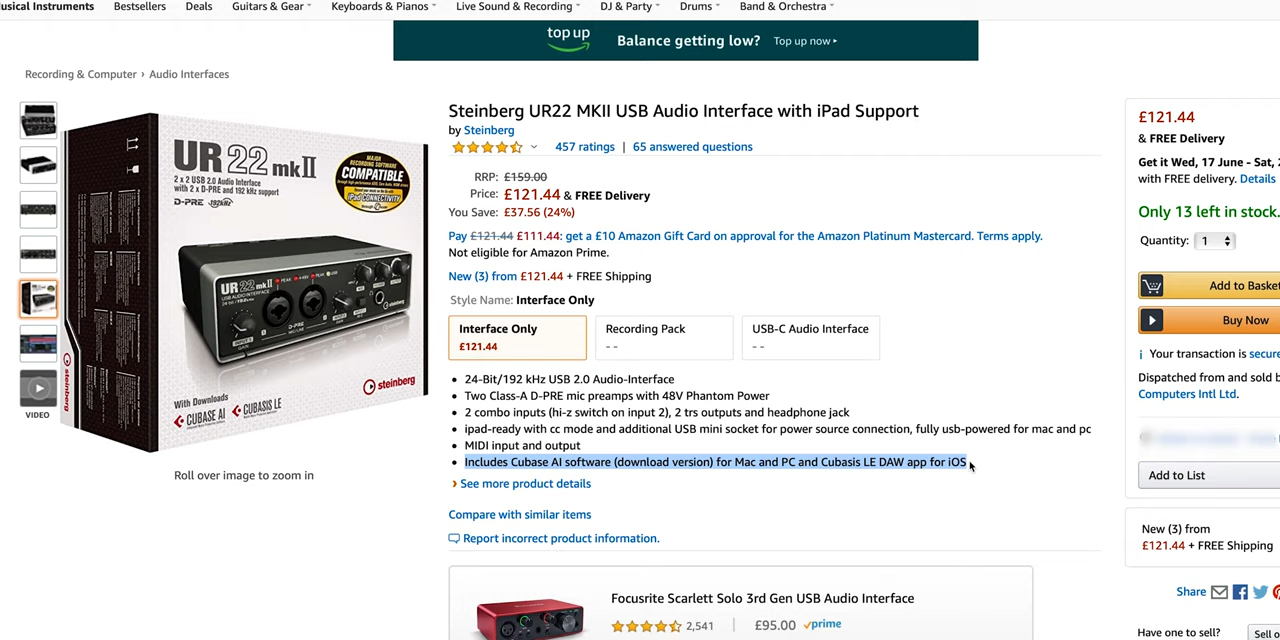 usical Instruments Bestsellers Deals Guitars & Gear Keyboards & Pianos Live Sound & Recording DJ & Party Drums Band & Orchestra
top up Balance getting low? Top up now ▸
Recording & Computer › Audio Interfaces
UR22 mkII
2 x 2 USB 2.0 Audio Interface
with 2 x D-PRE and 192 kHz support
D-PRE 192kHz
MAJOR
RECORDING SOFTWARE
COMPATIBLE
iPad CONNECTIVITY
UR22 mkII
steinberg
steinberg
steinberg
With Downloads
CUBASE AI CUBASIS LE
VIDEO
Roll over image to zoom in
Steinberg UR22 MKII USB Audio Interface with iPad Support
by Steinberg
457 ratings | 65 answered questions
RRP: £159.00
Price: £121.44 & FREE Delivery
You Save: £37.56 (24%)
Pay £121.44 £111.44: get a £10 Amazon Gift Card on approval for the Amazon Platinum Mastercard. Terms apply.
Not eligible for Amazon Prime.
New (3) from £121.44 + FREE Shipping
Style Name: Interface Only
Interface Only Recording Pack USB-C Audio Interface
£121.44 - - - -
• 24-Bit/192 kHz USB 2.0 Audio-Interface
• Two Class-A D-PRE mic preamps with 48V Phantom Power
• 2 combo inputs (hi-z switch on input 2), 2 trs outputs and headphone jack
• ipad-ready with cc mode and additional USB mini socket for power source connection, fully usb-powered for mac and pc
• MIDI input and output
• Includes Cubase AI software (download version) for Mac and PC and Cubasis LE DAW app for iOS
› See more product details
Compare with similar items
Report incorrect product information.
Focusrite Scarlett Solo 3rd Gen USB Audio Interface
2,541 | £95.00 prime
£121.44
& FREE Delivery
Get it Wed, 17 June - Sat, 2
with FREE delivery. Details
Only 13 left in stock.
Quantity: 1
Add to Basket
Buy Now
Your transaction is secure
Dispatched from and sold b
Computers Intl Ltd.
Add to List
New (3) from
£121.44 + FREE Shipping
Share
Have one to sell? Sell o